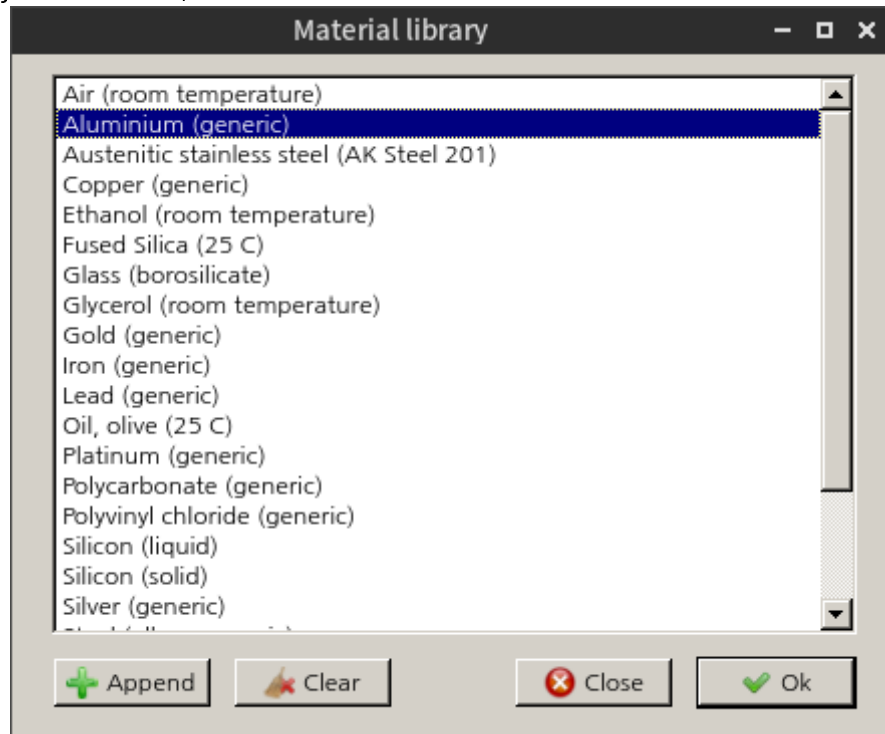 Material library
Air (room temperature)
Aluminium (generic)
Austenitic stainless steel (AK Steel 201)
Copper (generic)
Ethanol (room temperature)
Fused Silica (25 C)
Glass (borosilicate)
Glycerol (room temperature)
Gold (generic)
Iron (generic)
Lead (generic)
Oil, olive (25 C)
Platinum (generic)
Polycarbonate (generic)
Polyvinyl chloride (generic)
Silicon (liquid)
Silicon (solid)
Silver (generic)
Append Clear Close Ok